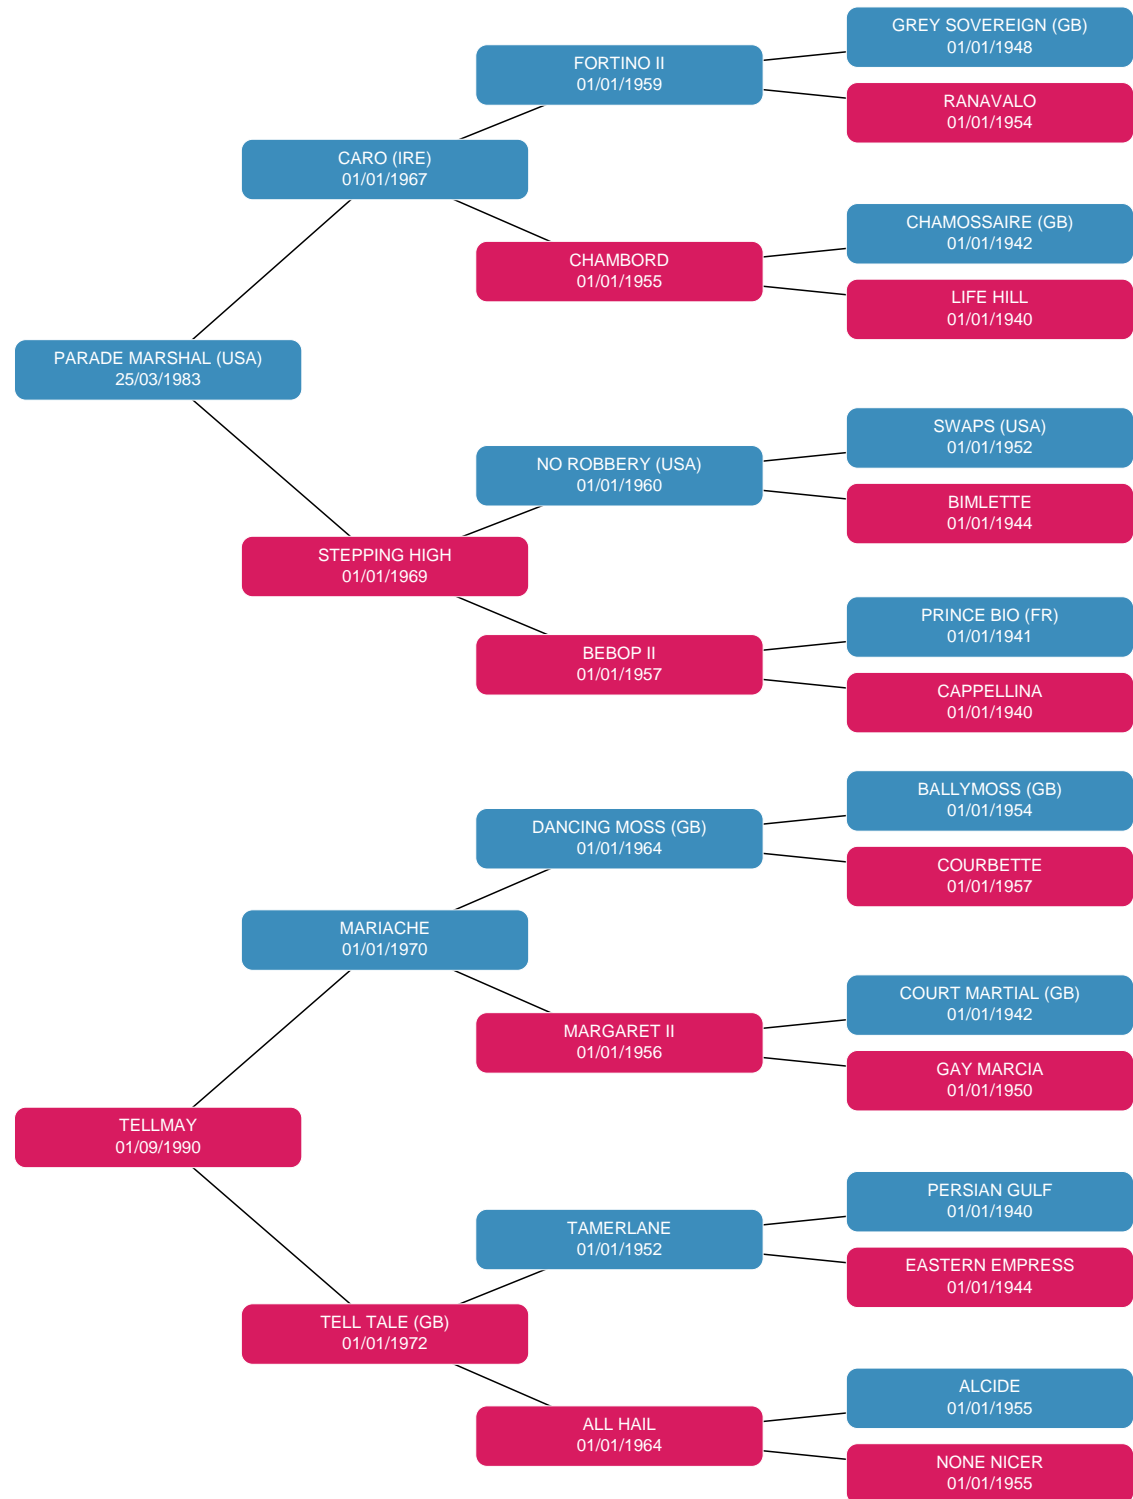 GREY SOVEREIGN (GB)
01/01/1948
FORTINO II
01/01/1959
RANAVALO
01/01/1954
CARO (IRE)
01/01/1967
CHAMOSSAIRE (GB)
01/01/1942
CHAMBORD
01/01/1955
LIFE HILL
01/01/1940
PARADE MARSHAL (USA)
25/03/1983
SWAPS (USA)
01/01/1952
NO ROBBERY (USA)
01/01/1960
BIMLETTE
01/01/1944
STEPPING HIGH
01/01/1969
PRINCE BIO (FR)
01/01/1941
BEBOP II
01/01/1957
CAPPELLINA
01/01/1940
BALLYMOSS (GB)
01/01/1954
DANCING MOSS (GB)
01/01/1964
COURBETTE
01/01/1957
MARIACHE
01/01/1970
COURT MARTIAL (GB)
01/01/1942
MARGARET II
01/01/1956
GAY MARCIA
01/01/1950
TELLMAY
01/09/1990
PERSIAN GULF
01/01/1940
TAMERLANE
01/01/1952
EASTERN EMPRESS
01/01/1944
TELL TALE (GB)
01/01/1972
ALCIDE
01/01/1955
ALL HAIL
01/01/1964
NONE NICER
01/01/1955